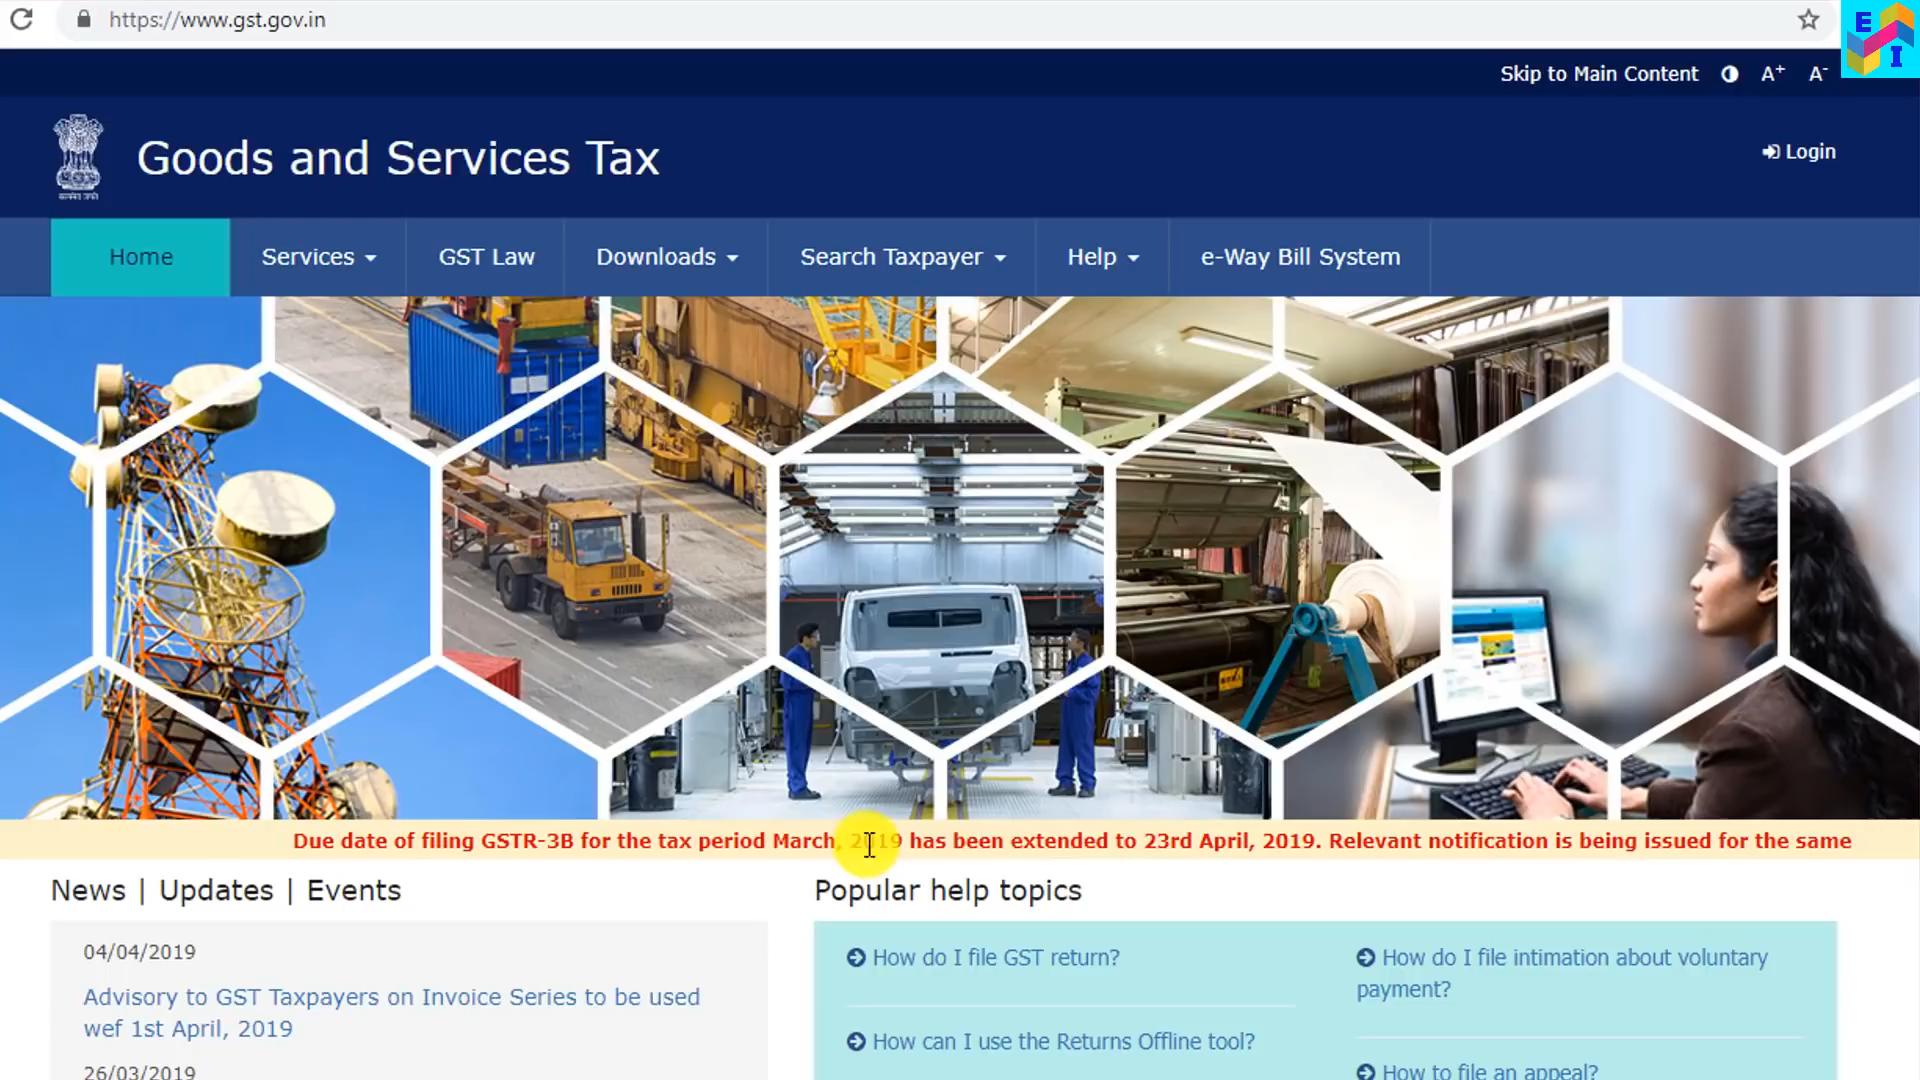 https://www.gst.gov.in
E
I
Skip to Main Content A+ A-
सत्यमेव जयते
Goods and Services Tax
Login
Home Services GST Law Downloads Search Taxpayer Help e-Way Bill System
Due date of filing GSTR-3B for the tax period March, 2019 has been extended to 23rd April, 2019. Relevant notification is being issued for the same
News | Updates | Events
04/04/2019
Advisory to GST Taxpayers on Invoice Series to be used
wef 1st April, 2019
26/03/2019
Popular help topics
How do I file GST return?
How can I use the Returns Offline tool?
How do I file intimation about voluntary
payment?
How to file an appeal?